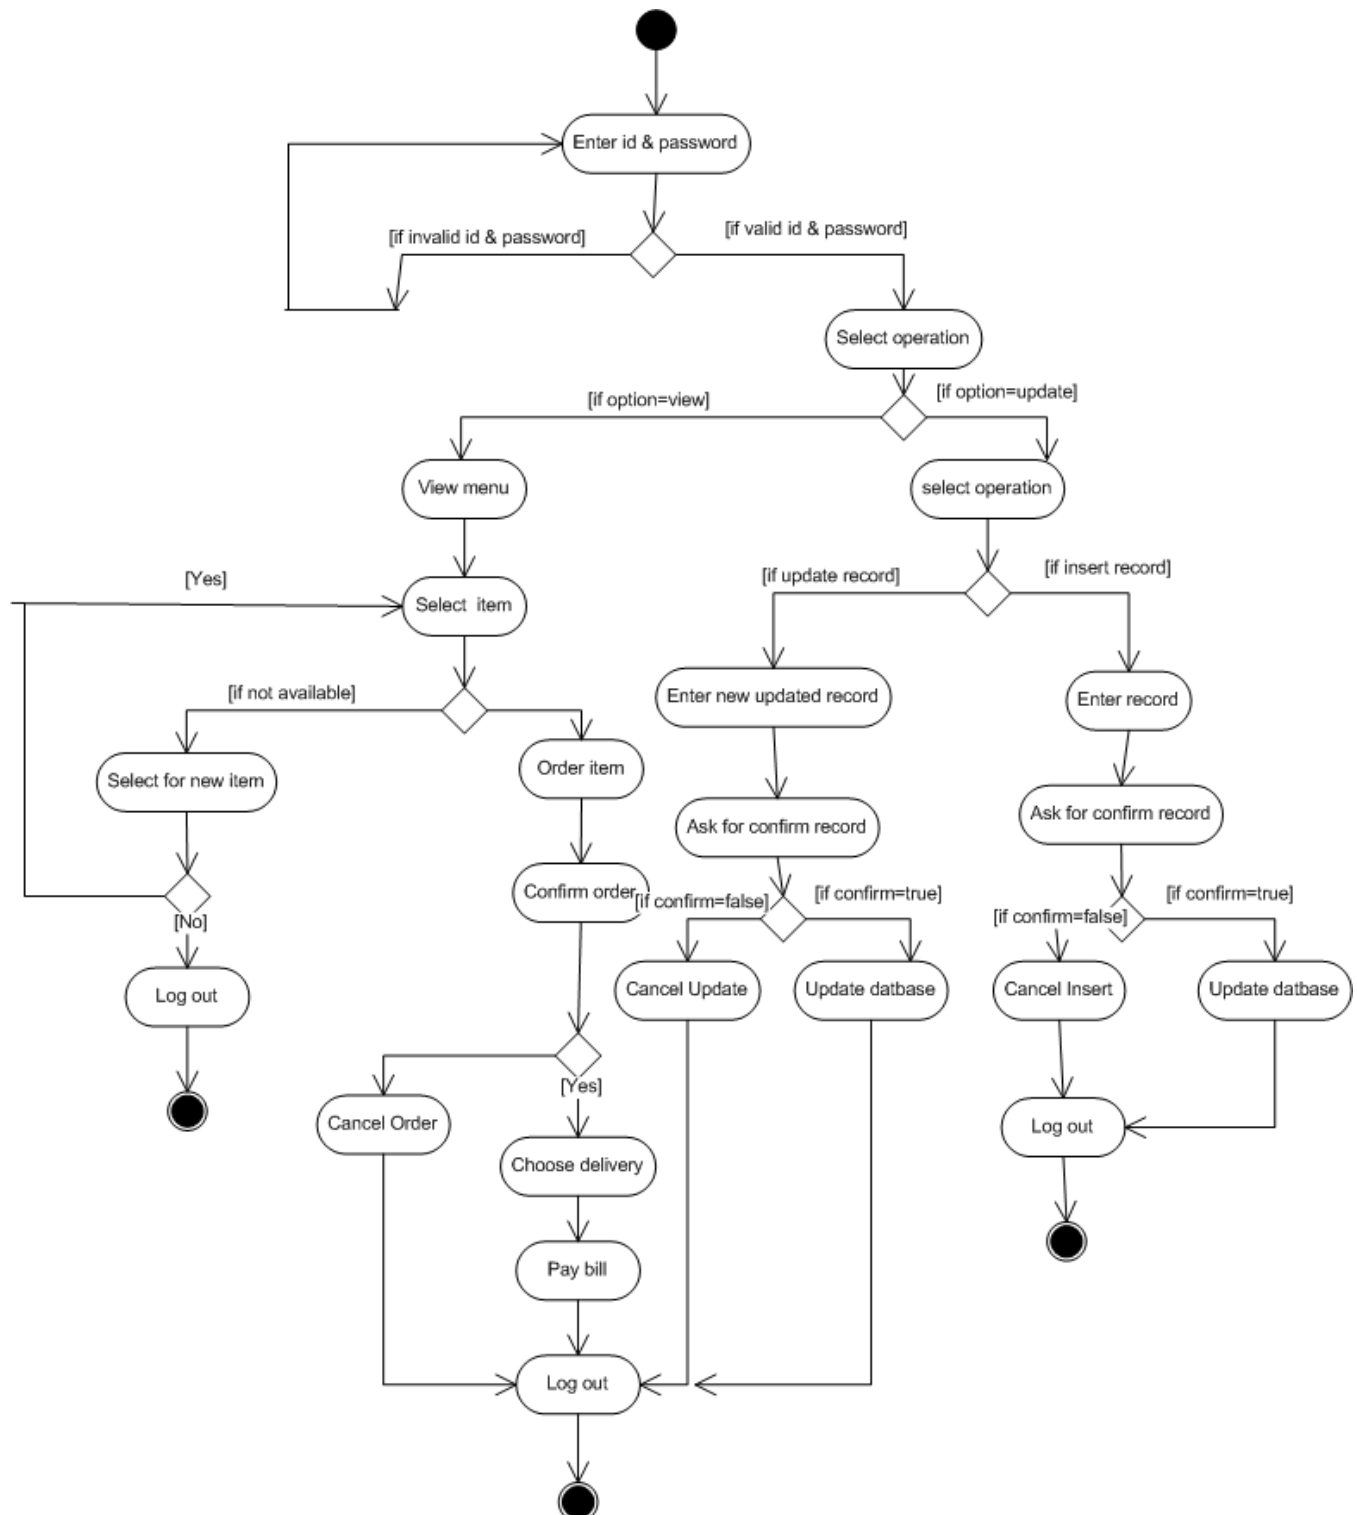 Enter id & password
[if invalid id & password]
[if valid id & password]
Select operation
[if option=view]
[if option=update]
View menu
select operation
[Yes]
Select item
[if update record]
[if insert record]
[if not available]
Enter new updated record
Enter record
Select for new item
Order item
Ask for confirm record
Ask for confirm record
Confirm order
[if confirm=false]
[if confirm=true]
[if confirm=false]
[if confirm=true]
[No]
Log out
Cancel Update
Update datbase
Cancel Insert
Update datbase
[Yes]
Cancel Order
Log out
Choose delivery
Pay bill
Log out